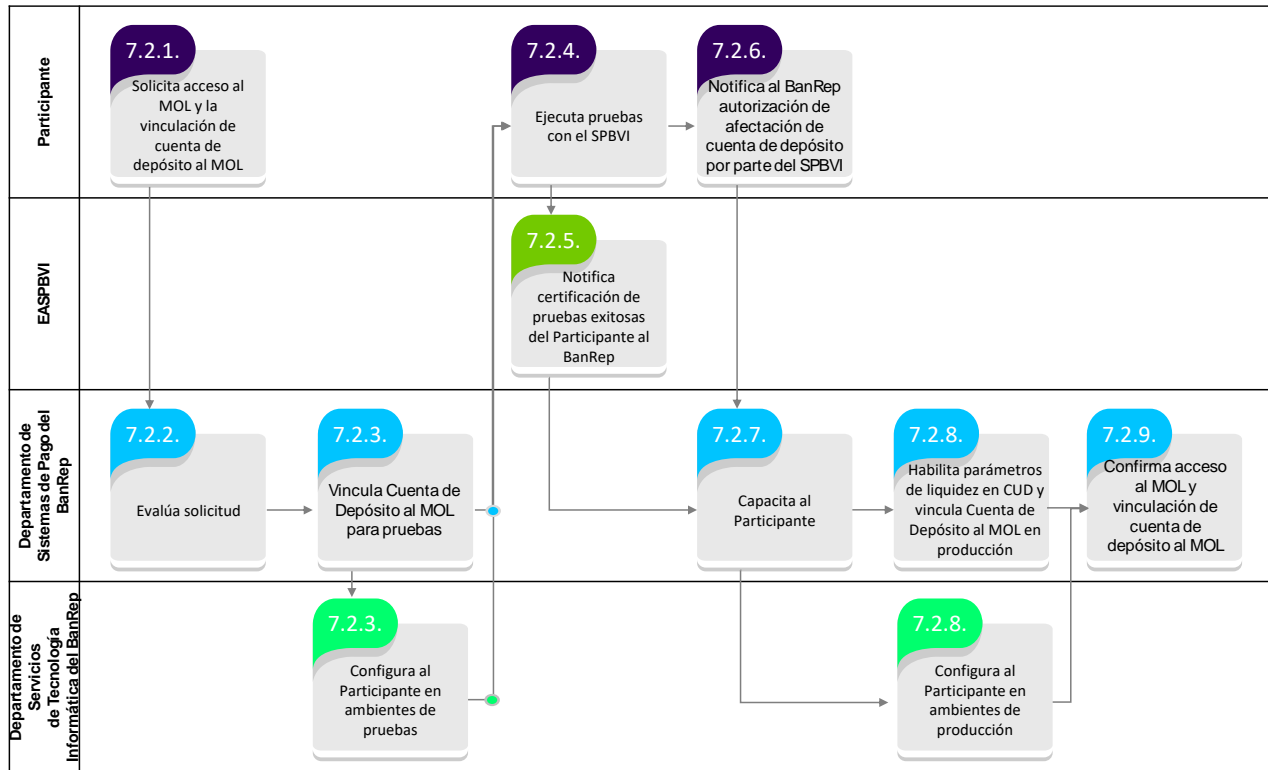 Participante
7.2.1.
Solicita acceso al
MOL y la
vinculación de
cuenta de
depósito al MOL
7.2.4.
Ejecuta pruebas
con el SPBVI
7.2.6.
Notifica al BanRep
autorización de
afectación de
cuenta de depósito
por parte del SPBVI
EASPBVI
7.2.5.
Notifica
certificación de
pruebas exitosas
del Participante al
BanRep
Departamento de
Sistemas de Pago del
BanRep
7.2.2.
Evalúa solicitud
7.2.3.
Vincula Cuenta de
Depósito al MOL
para pruebas
7.2.7.
Capacita al
Participante
7.2.8.
Habilita parámetros
de liquidez en CUD y
vincula Cuenta de
Depósito al MOL en
producción
7.2.9.
Confirma acceso
al MOL y
vinculación de
cuenta de
depósito al MOL
Departamento de
Servicios
de Tecnología
Informática del BanRep
7.2.3.
Configura al
Participante en
ambientes de
pruebas
7.2.8.
Configura al
Participante en
ambientes de
producción